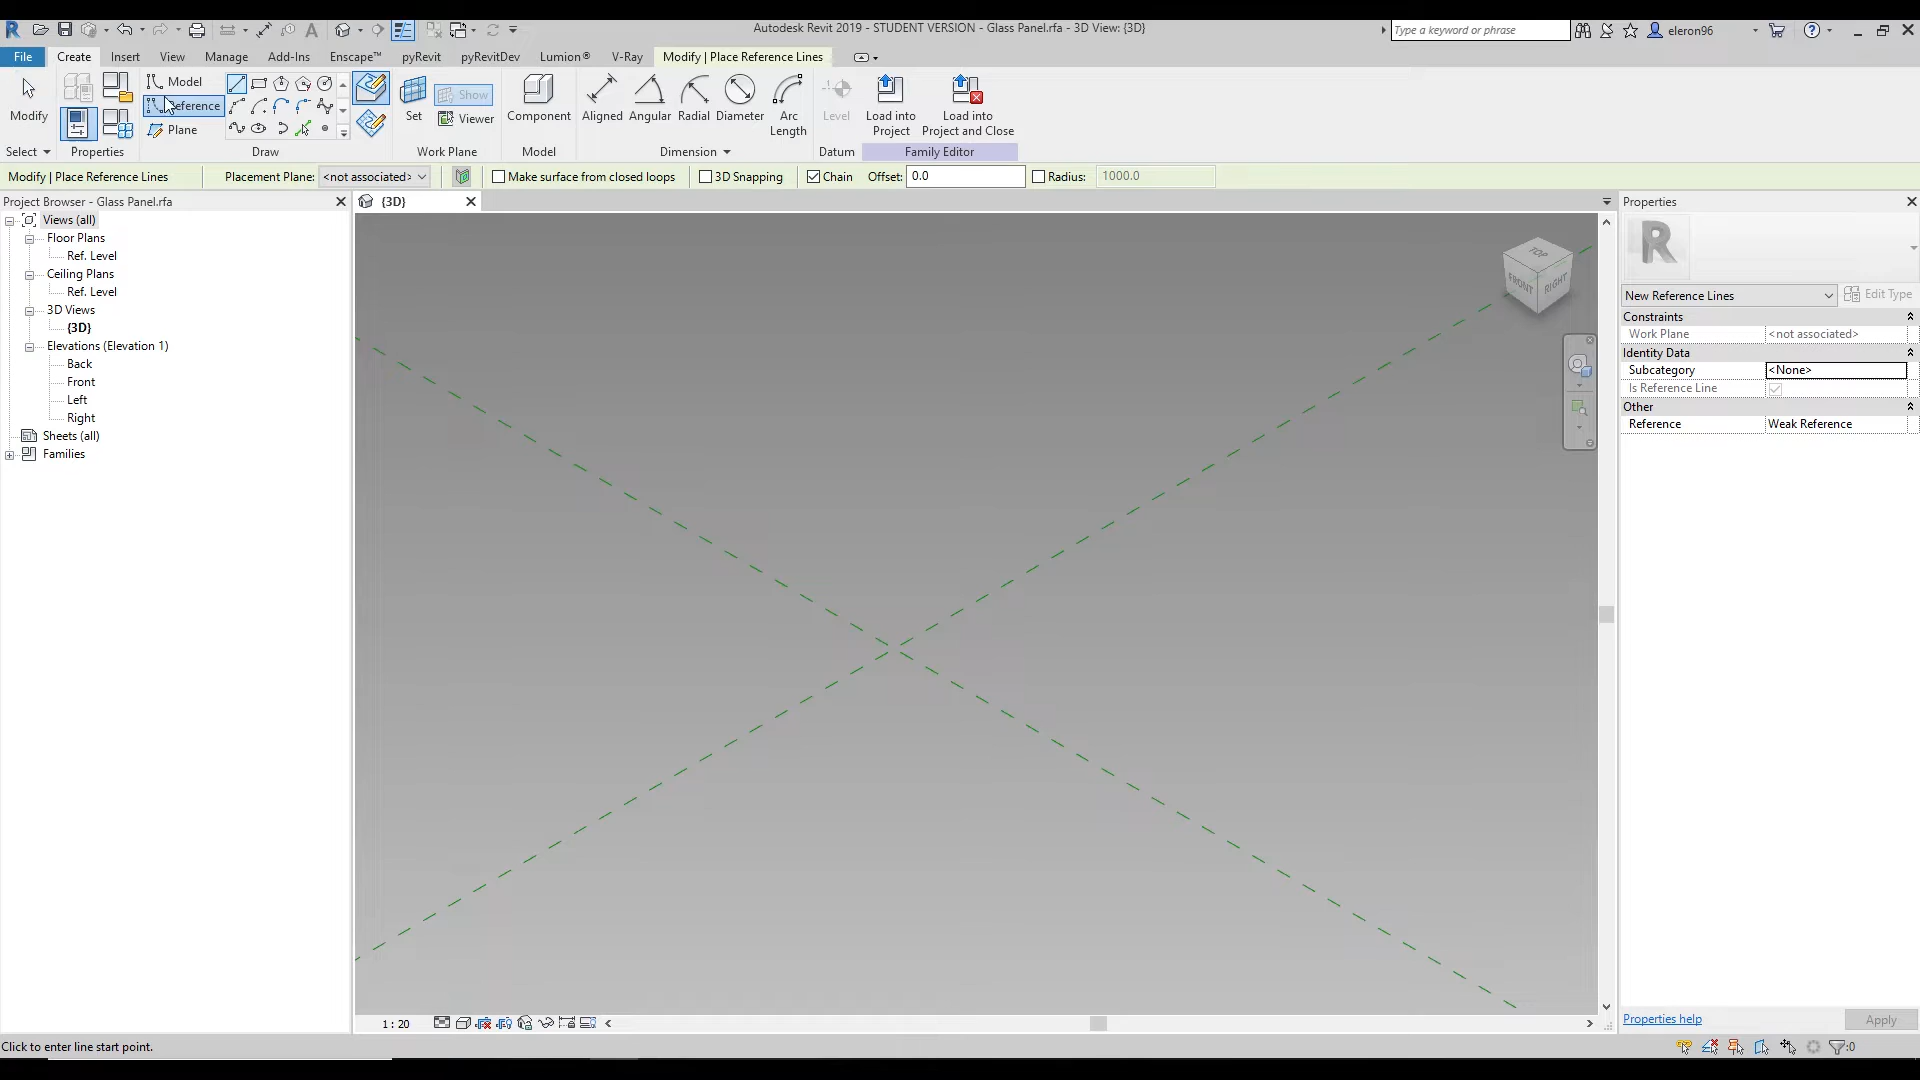 Autodesk Revit 2019 - STUDENT VERSION - Glass Panel.rfa - 3D View: {3D}
Type a keyword or phrase
eleron96
File
Create
Insert
View
Manage
Add-Ins
Enscape™
pyRevit
pyRevitDev
Lumion®
V-Ray
Modify | Place Reference Lines
Modify
Model
Plane
Set
Show
Viewer
Component
Aligned
Angular
Radial
Diameter
Arc
Length
Level
Load into
Project
Load into
Project and Close
Select
Properties
Draw
Work Plane
Model
Dimension
Datum
Family Editor
Modify | Place Reference Lines
Placement Plane:
<not associated>
Make surface from closed loops
3D Snapping
Chain
Offset:
0.0
Radius:
1000.0
Project Browser - Glass Panel.rfa
Views (all)
Floor Plans
Ref. Level
Ceiling Plans
Ref. Level
3D Views
{3D}
Elevations (Elevation 1)
Back
Front
Left
Right
Sheets (all)
Families
{3D}
TOP
FRONT
RIGHT
Properties
R
New Reference Lines
Edit Type
Constraints
Work Plane
<not associated>
Identity Data
Subcategory
<None>
Is Reference Line
Other
Reference
Weak Reference
1 : 20
Properties help
Apply
Click to enter line start point.
:0